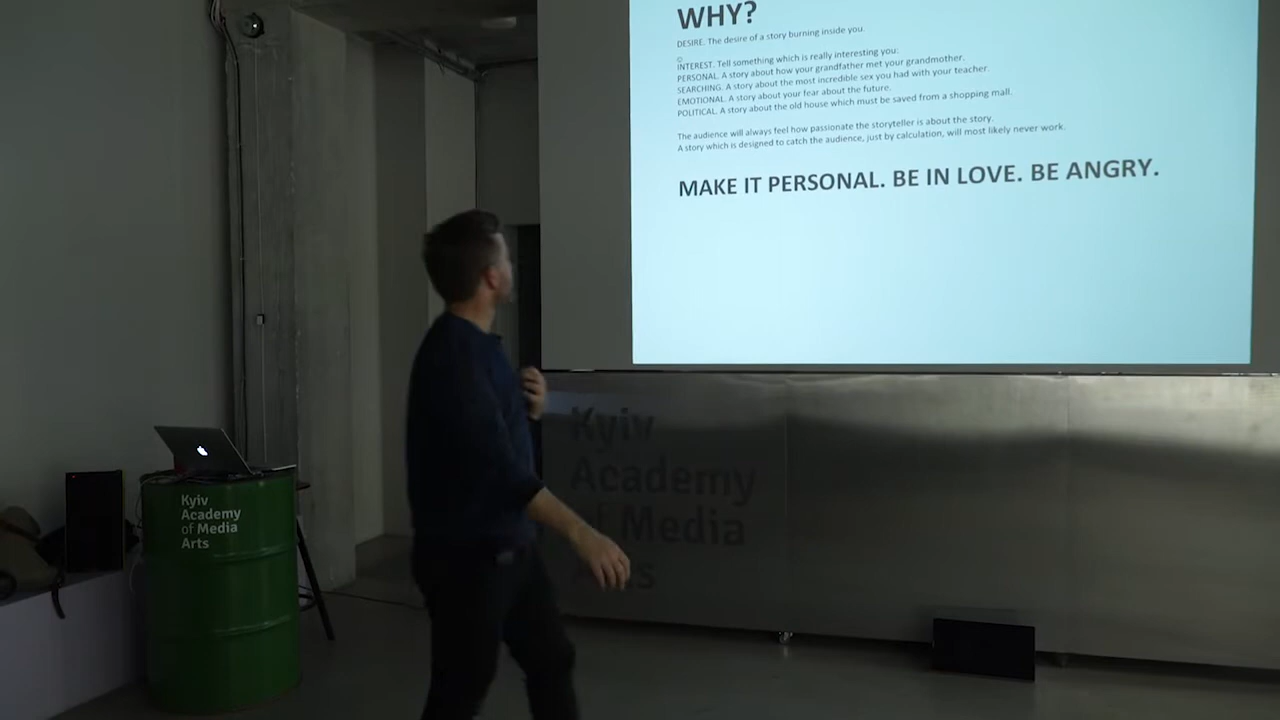 WHY?
DESIRE. The desire of a story burning inside you.
INTEREST. Tell something which is really interesting you:
PERSONAL. A story about how your grandfather met your grandmother.
SEARCHING. A story about the most incredible sex you had with your teacher.
EMOTIONAL. A story about your fear about the future.
POLITICAL. A story about the old house which must be saved from a shopping mall.
The audience will always feel how passionate the storyteller is about the story.
A story which is designed to catch the audience, just by calculation, will most likely never work.
MAKE IT PERSONAL. BE IN LOVE. BE ANGRY.
Kyiv
Academy
of Media
Arts
Kyiv
Academy
of Media
Arts